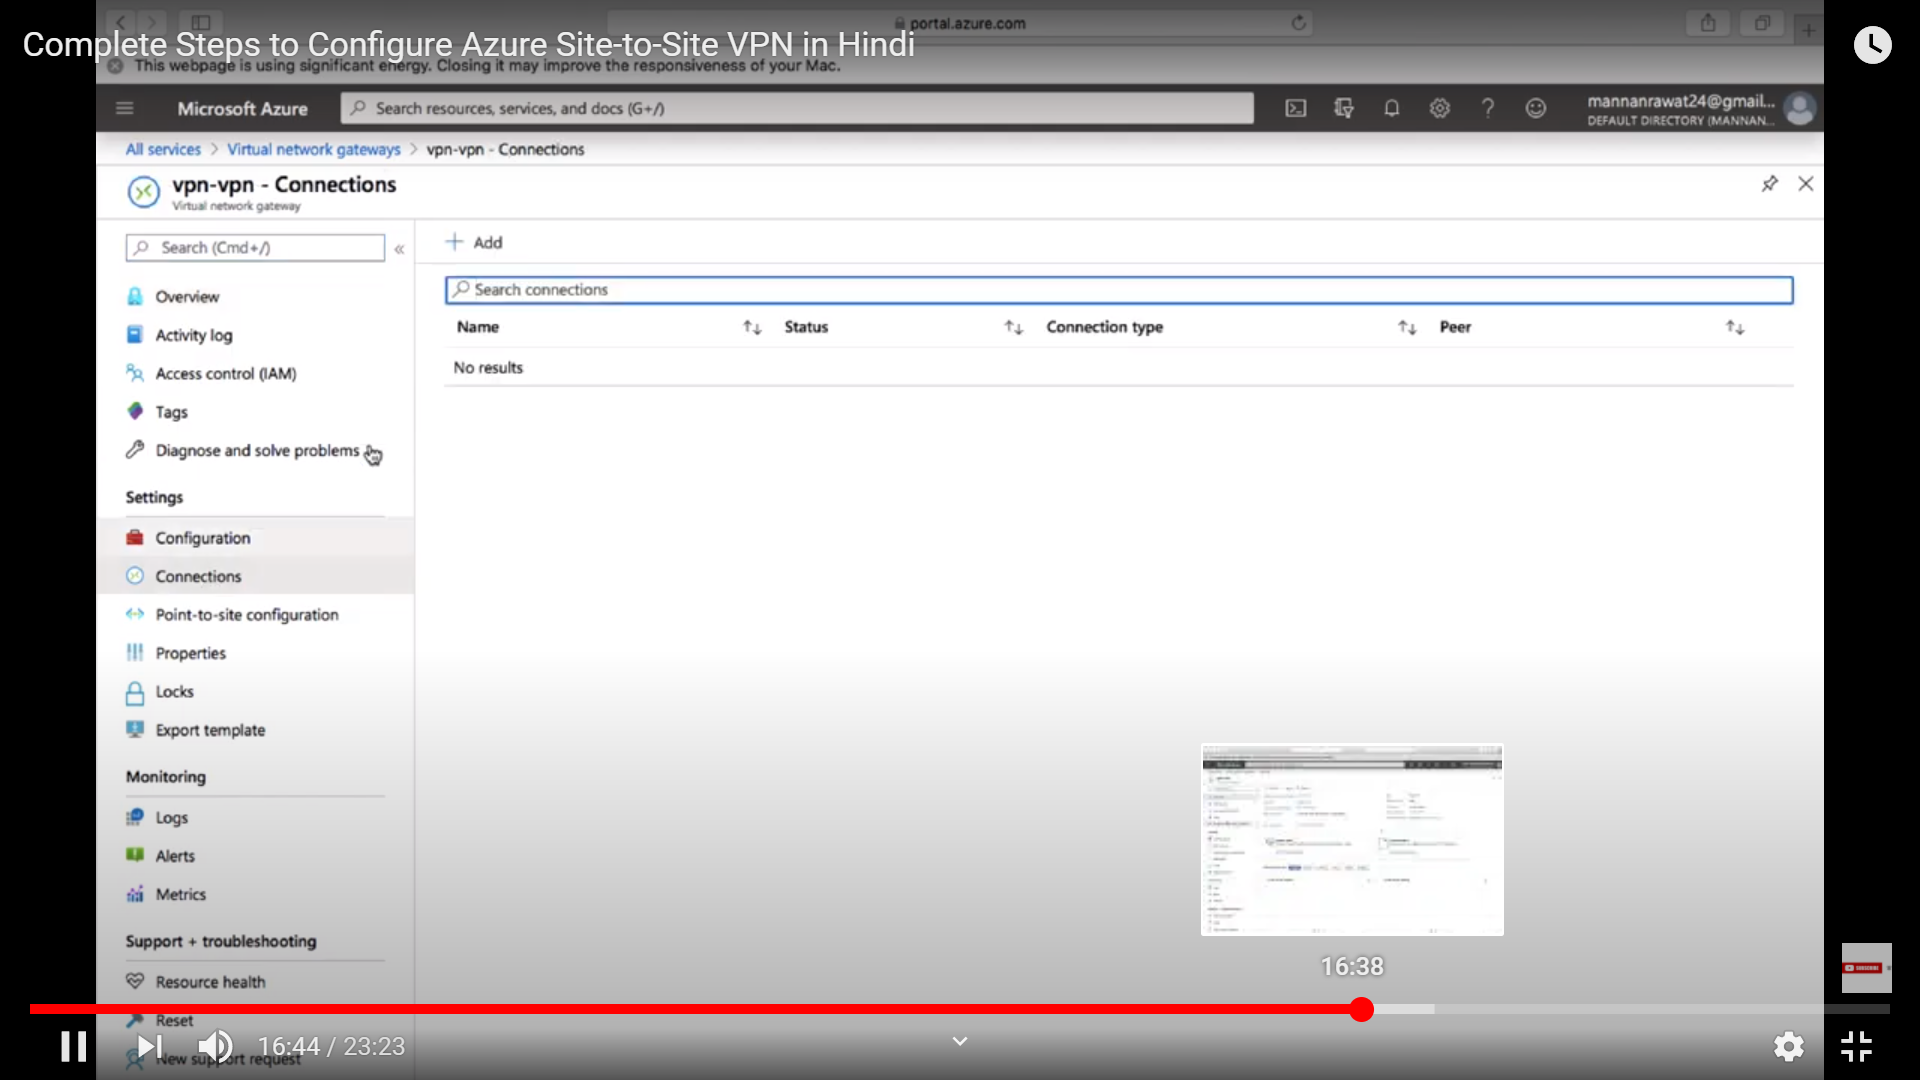 portal.azure.com
Complete Steps to Configure Azure Site-to-Site VPN in Hindi
This webpage is using significant energy. Closing it may improve the responsiveness of your Mac.
Microsoft Azure
Search resources, services, and docs (G+/)
mannanrawat24@gmail...
DEFAULT DIRECTORY (MANNAN...
All services > Virtual network gateways > vpn-vpn - Connections
vpn-vpn - Connections
Virtual network gateway
Search (Cmd+/)
«
Add
Search connections
Name
Status
Connection type
Peer
No results
Overview
Activity log
Access control (IAM)
Tags
Diagnose and solve problems
Settings
Configuration
Connections
Point-to-site configuration
Properties
Locks
Export template
Monitoring
Logs
Alerts
Metrics
Support + troubleshooting
Resource health
Reset
New support request
16:38
SUBSCRIBE
16:44 / 23:23